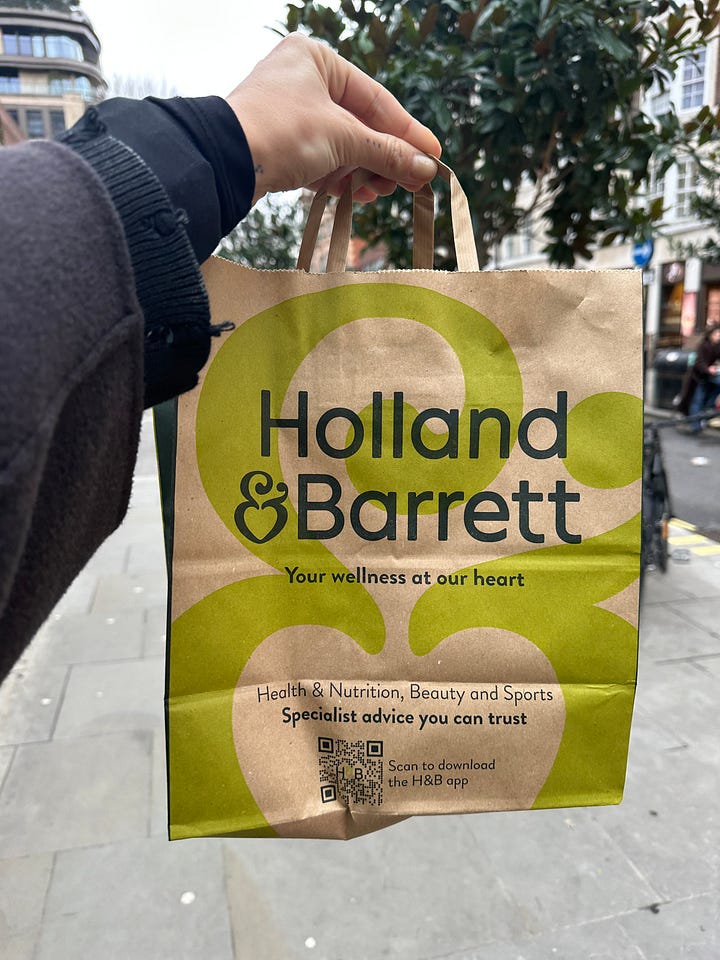 Holland
&Barrett
Your wellness at our heart
Health & Nutrition, Beauty and Sports
Specialist advice you can trust
H B
Scan to download
the H&B app